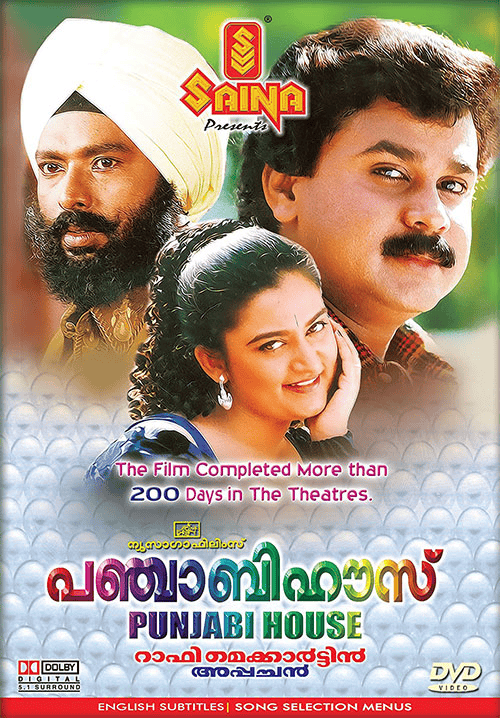 SAINA
Presents
The Film Completed More than
200 Days in The Theatres.
ന്യൂസാഗാഫിലിംസ്
പഞ്ചാബിഹൗസ്
PUNJABI HOUSE
റാഫി മെക്കാർട്ടിൻ
അപ്പച്ചൻ
DOLBY
DIGITAL
5.1 SURROUND
DVD
VIDEO
ENGLISH SUBTITLES | SONG SELECTION MENUS